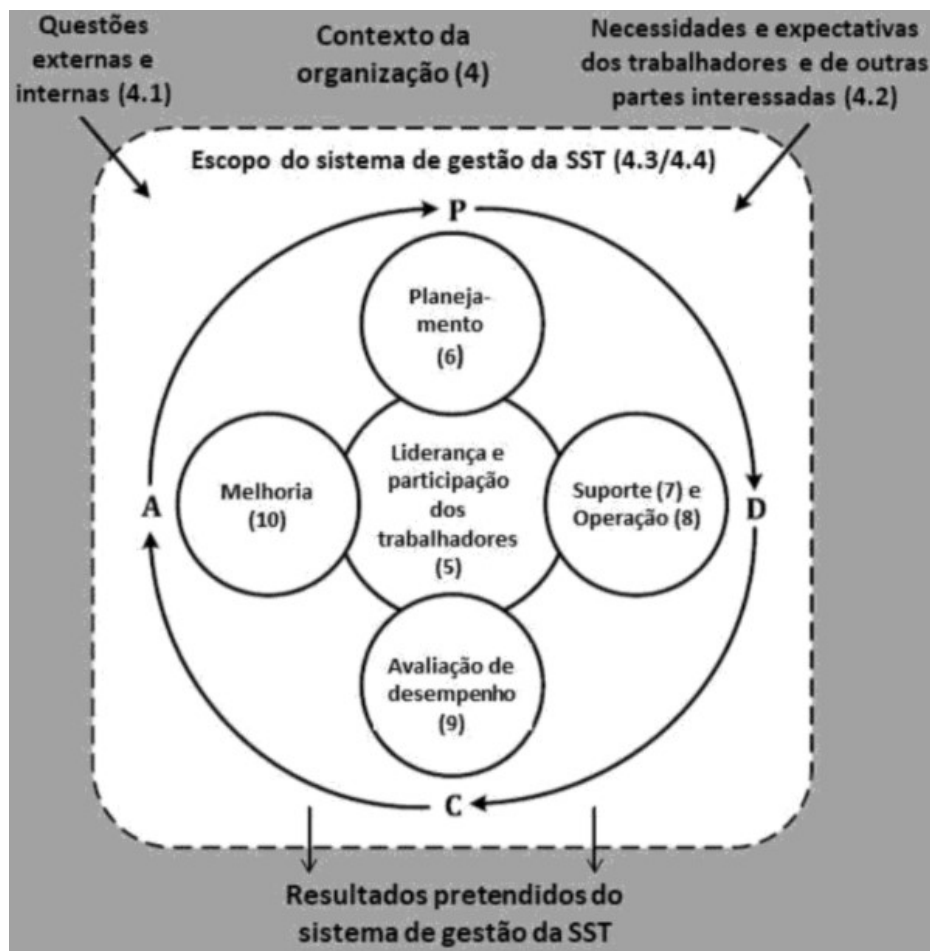 Questões
externas e
internas (4.1)
Contexto da
organização (4)
Necessidades e expectativas
dos trabalhadores e de outras
partes interessadas (4.2)
Escopo do sistema de gestão da SST (4.3/4.4)
P
Planeja-
mento
(6)
A
Melhoria
(10)
Liderança e
participação
dos
trabalhadores
(5)
Suporte (7) e
Operação (8)
D
Avaliação de
desempenho
(9)
C
Resultados pretendidos do
sistema de gestão da SST